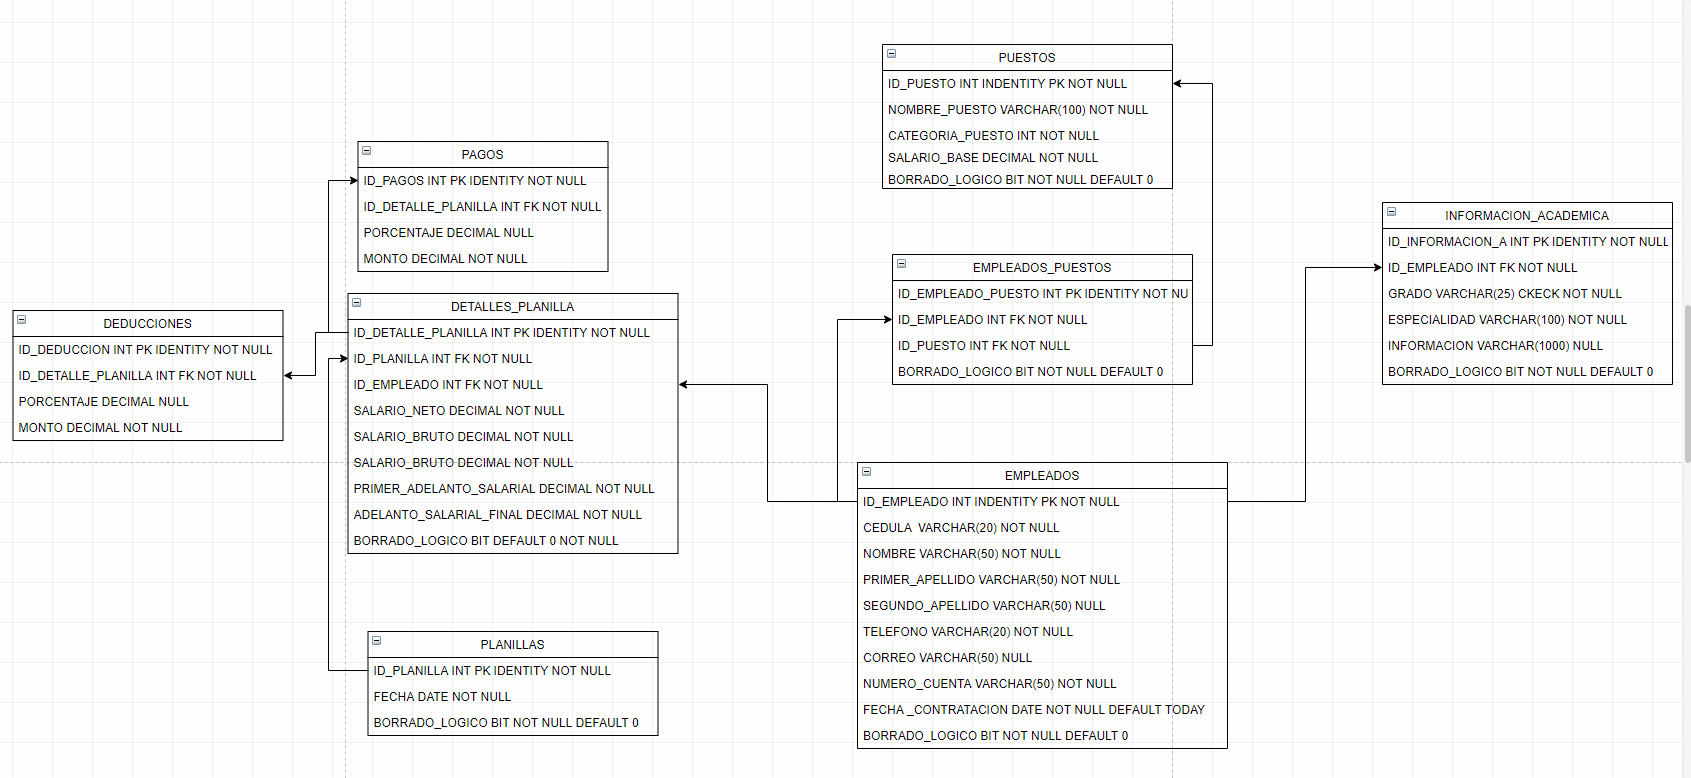 PUESTOS
ID_PUESTO INT INDENTITY PK NOT NULL
NOMBRE_PUESTO VARCHAR(100) NOT NULL
CATEGORIA_PUESTO INT NOT NULL
SALARIO_BASE DECIMAL NOT NULL
BORRADO_LOGICO BIT NOT NULL DEFAULT 0
PAGOS
ID_PAGOS INT PK IDENTITY NOT NULL
ID_DETALLE_PLANILLA INT FK NOT NULL
PORCENTAJE DECIMAL NULL
MONTO DECIMAL NOT NULL
INFORMACION_ACADEMICA
ID_INFORMACION_A INT PK IDENTITY NOT NULL
ID_EMPLEADO INT FK NOT NULL
GRADO VARCHAR(25) CKECK NOT NULL
ESPECIALIDAD VARCHAR(100) NOT NULL
INFORMACION VARCHAR(1000) NULL
BORRADO_LOGICO BIT NOT NULL DEFAULT 0
EMPLEADOS_PUESTOS
ID_EMPLEADO_PUESTO INT PK IDENTITY NOT NU
ID_EMPLEADO INT FK NOT NULL
ID_PUESTO INT FK NOT NULL
BORRADO_LOGICO BIT NOT NULL DEFAULT 0
DETALLES_PLANILLA
ID_DETALLE_PLANILLA INT PK IDENTITY NOT NULL
ID_PLANILLA INT FK NOT NULL
ID_EMPLEADO INT FK NOT NULL
SALARIO_NETO DECIMAL NOT NULL
SALARIO_BRUTO DECIMAL NOT NULL
SALARIO_BRUTO DECIMAL NOT NULL
PRIMER_ADELANTO_SALARIAL DECIMAL NOT NULL
ADELANTO_SALARIAL_FINAL DECIMAL NOT NULL
BORRADO_LOGICO BIT DEFAULT 0 NOT NULL
DEDUCCIONES
ID_DEDUCCION INT PK IDENTITY NOT NULL
ID_DETALLE_PLANILLA INT FK NOT NULL
PORCENTAJE DECIMAL NULL
MONTO DECIMAL NOT NULL
EMPLEADOS
ID_EMPLEADO INT INDENTITY PK NOT NULL
CEDULA  VARCHAR(20) NOT NULL
NOMBRE VARCHAR(50) NOT NULL
PRIMER_APELLIDO VARCHAR(50) NOT NULL
SEGUNDO_APELLIDO VARCHAR(50) NULL
TELEFONO VARCHAR(20) NOT NULL
CORREO VARCHAR(50) NULL
NUMERO_CUENTA VARCHAR(50) NOT NULL
FECHA _CONTRATACION DATE NOT NULL DEFAULT TODAY
BORRADO_LOGICO BIT NOT NULL DEFAULT 0
PLANILLAS
ID_PLANILLA INT PK IDENTITY NOT NULL
FECHA DATE NOT NULL
BORRADO_LOGICO BIT NOT NULL DEFAULT 0